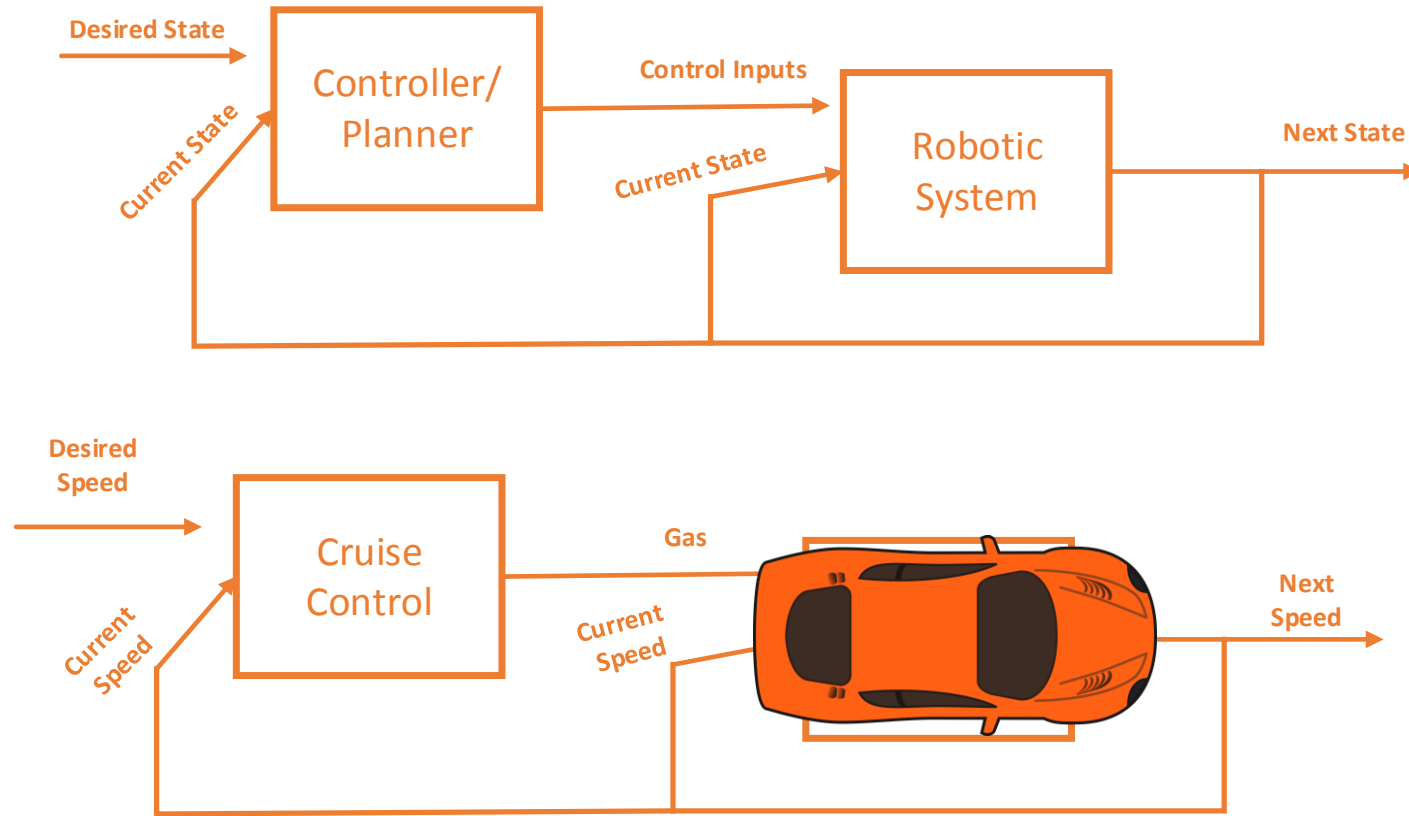 Desired State
Controller/
Planner
Current State
Control Inputs
Current State
Robotic
System
Next State
Desired
Speed
Cruise
Control
Current
Speed
Gas
Current
Speed
Next
Speed